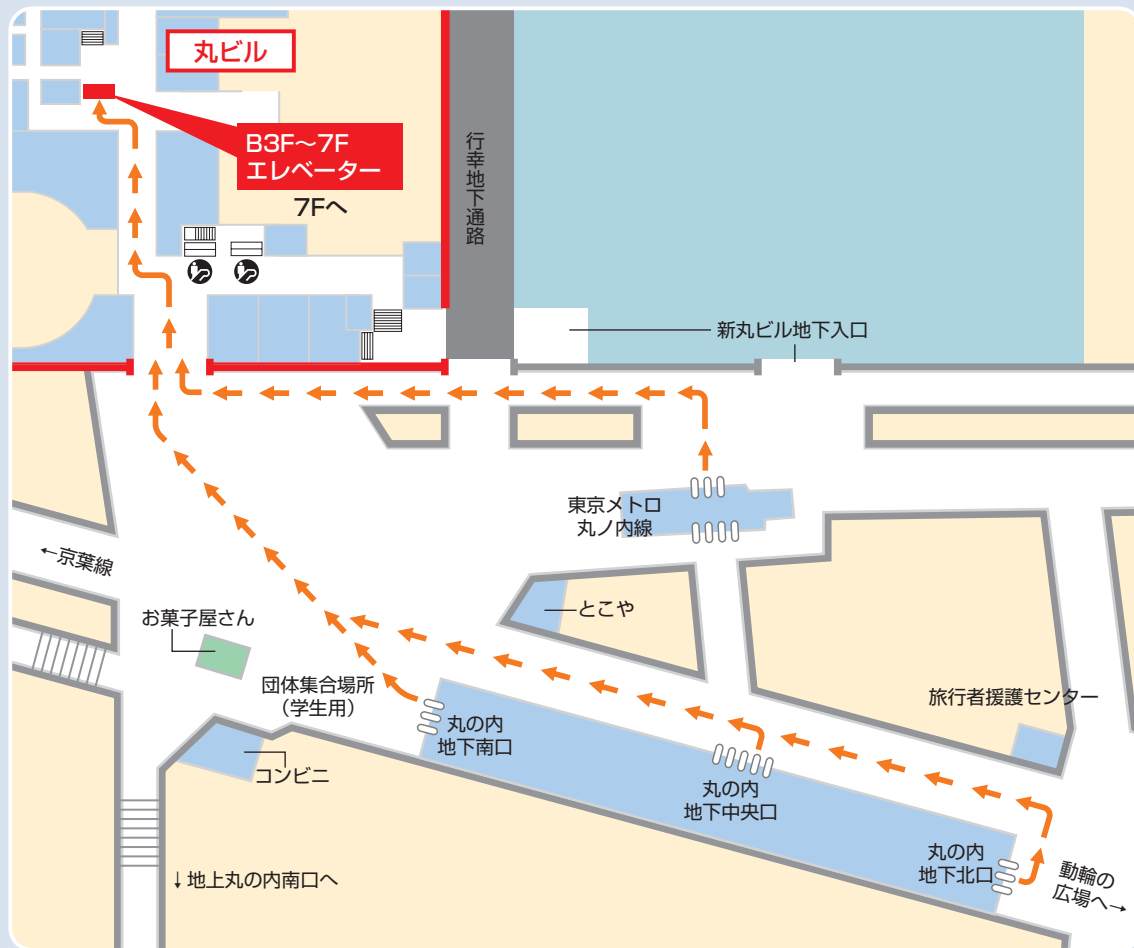 丸ビル
B3F〜7F
エレベーター
7Fへ
行幸地下通路
新丸ビル地下入口
東京メトロ
丸ノ内線
←京葉線
とこや
お菓子屋さん
団体集合場所
（学生用）
旅行者援護センター
丸の内
地下南口
コンビニ
丸の内
地下中央口
丸の内
地下北口
動輪の
広場へ→
↓地上丸の内南口へ